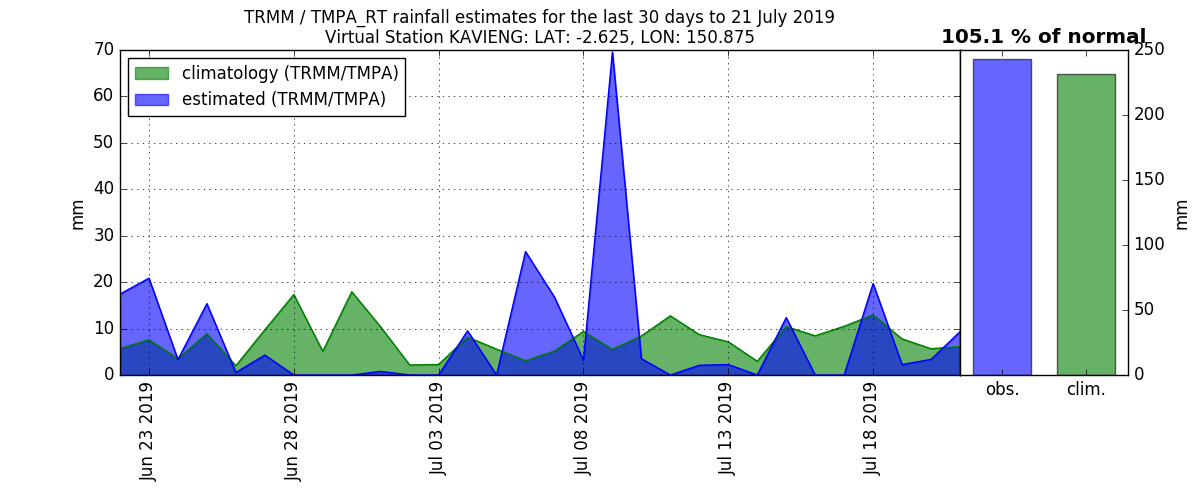 TRMM / TMPA_RT rainfall estimates for the last 30 days to 21 July 2019
Virtual Station KAVIENG: LAT: -2.625, LON: 150.875
105.1 % of normal
climatology (TRMM/TMPA)
estimated (TRMM/TMPA)
70
60
50
40
30
20
10
0
mm
Jun 23 2019
Jun 28 2019
Jul 03 2019
Jul 08 2019
Jul 13 2019
Jul 18 2019
250
200
150
100
50
0
mm
obs.
clim.